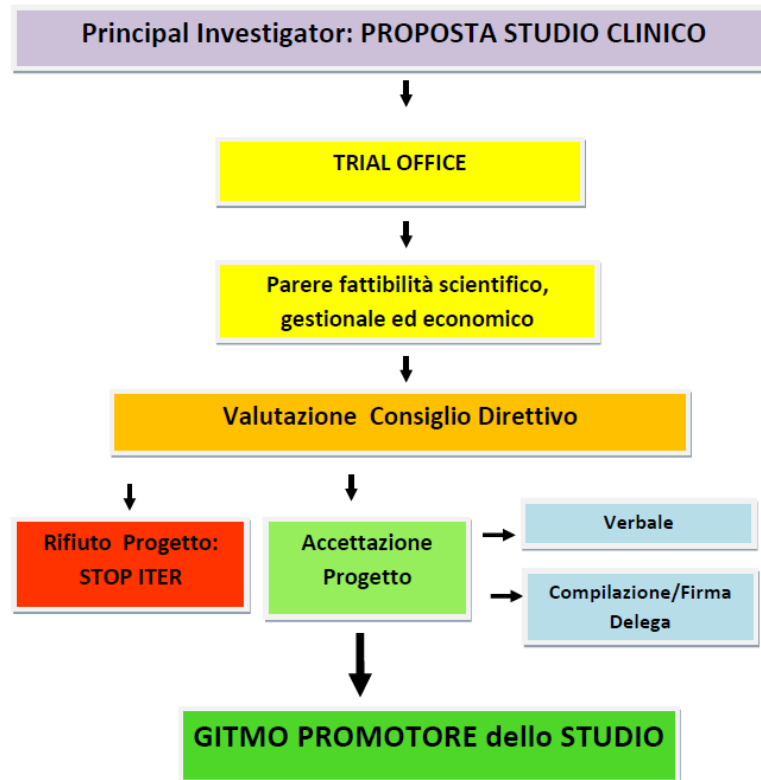 Principal Investigator: PROPOSTA STUDIO CLINICO
TRIAL OFFICE
Parere fattibilità scientifico,
gestionale ed economico
Valutazione Consiglio Direttivo
Rifiuto Progetto:
STOP ITER
Accettazione
Progetto
Verbale
Compilazione/Firma
Delega
GITMO PROMOTORE dello STUDIO